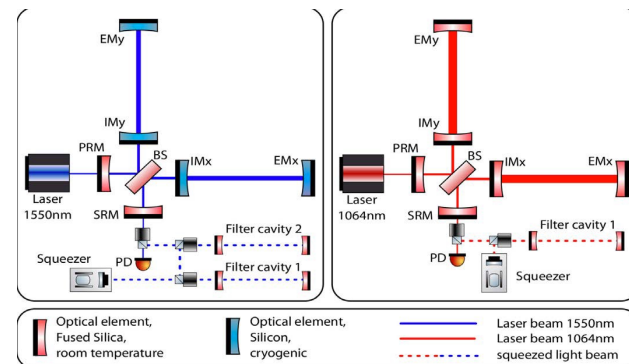 EMy
IMy
PRM
BS
IMx
EMx
Laser
1550nm
SRM
Filter cavity 2
Squeezer
PD
Filter cavity 1
EMy
IMy
PRM
BS
IMx
EMx
Laser
1064nm
SRM
Filter cavity 1
PD
Squeezer
Optical element,
Fused Silica,
room temperature
Optical element,
Silicon,
cryogenic
Laser beam 1550nm
Laser beam 1064nm
squeezed light beam